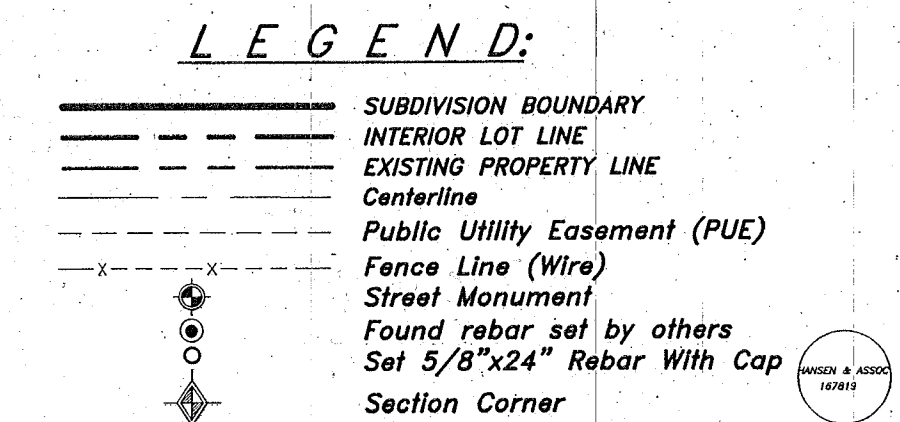 L E G E N D:
SUBDIVISION BOUNDARY
INTERIOR LOT LINE
EXISTING PROPERTY LINE
Centerline
Public Utility Easement (PUE)
Fence Line (Wire)
X X
Street Monument
Found rebar set by others
Set 5/8"x24" Rebar With Cap
HANSEN & ASSOC
167819
Section Corner